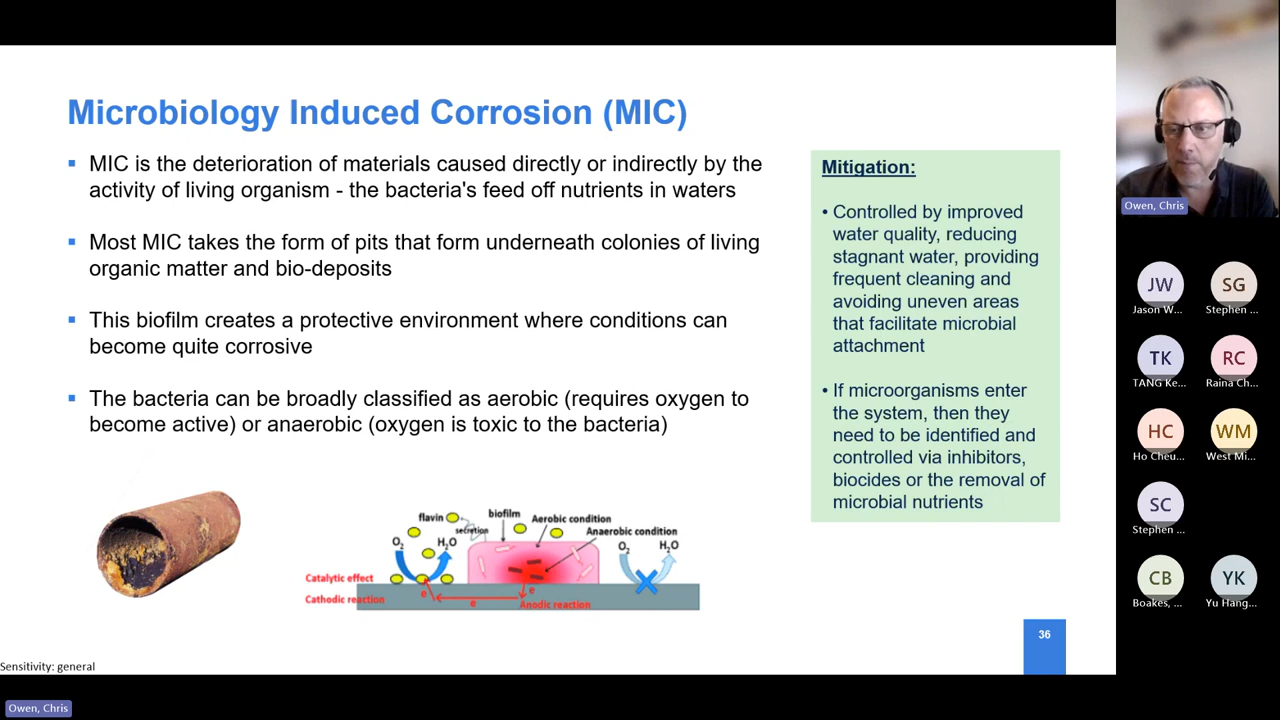 Microbiology Induced Corrosion (MIC)
▪ MIC is the deterioration of materials caused directly or indirectly by the
activity of living organism - the bacteria's feed off nutrients in waters
▪ Most MIC takes the form of pits that form underneath colonies of living
organic matter and bio-deposits
▪ This biofilm creates a protective environment where conditions can
become quite corrosive
▪ The bacteria can be broadly classified as aerobic (requires oxygen to
become active) or anaerobic (oxygen is toxic to the bacteria)
Mitigation:
• Controlled by improved
water quality, reducing
stagnant water, providing
frequent cleaning and
avoiding uneven areas
that facilitate microbial
attachment
• If microorganisms enter
the system, then they
need to be identified and
controlled via inhibitors,
biocides or the removal of
microbial nutrients
flavin
secretion
biofilm
Aerobic condition
Anaerobic condition
O₂
H₂O
O₂
H₂O
Catalytic effect
Cathodic reaction
e
e
e
Anodic reaction
36
Sensitivity: general
Owen, Chris
Owen, Chris
JW
SG
Jason W...
Stephen ...
TK
RC
TANG Ke...
Raina Ch...
HC
WM
Ho Cheu...
West Mi...
SC
Stephen ...
CB
YK
Boakes, ...
Yu Hang...